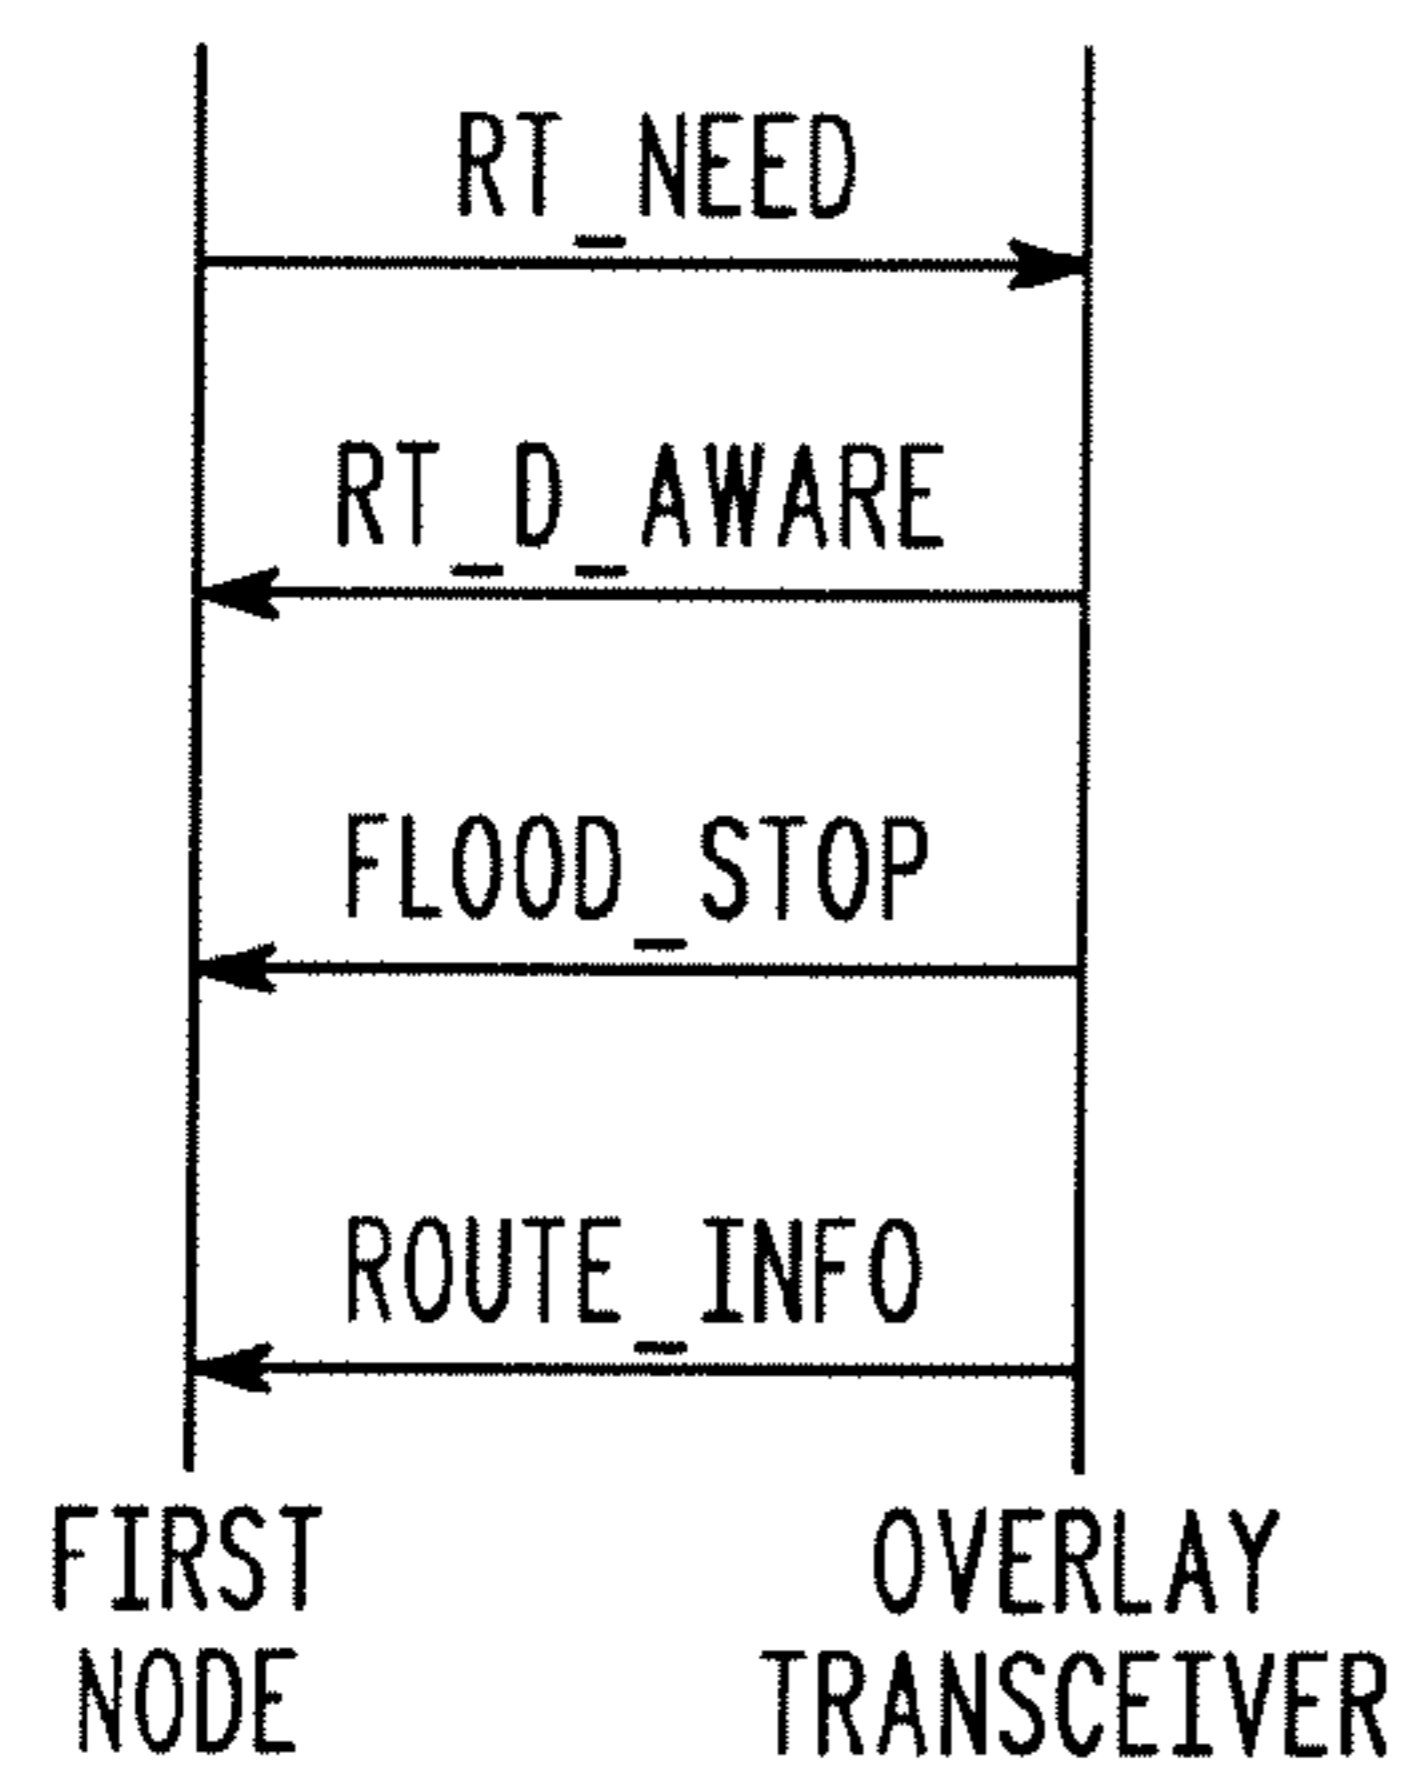 RT_NEED
RT_D_AWARE
FLOOD_STOP
ROUTE_INFO
FIRST
NODE
OVERLAY
TRANSCEIVER